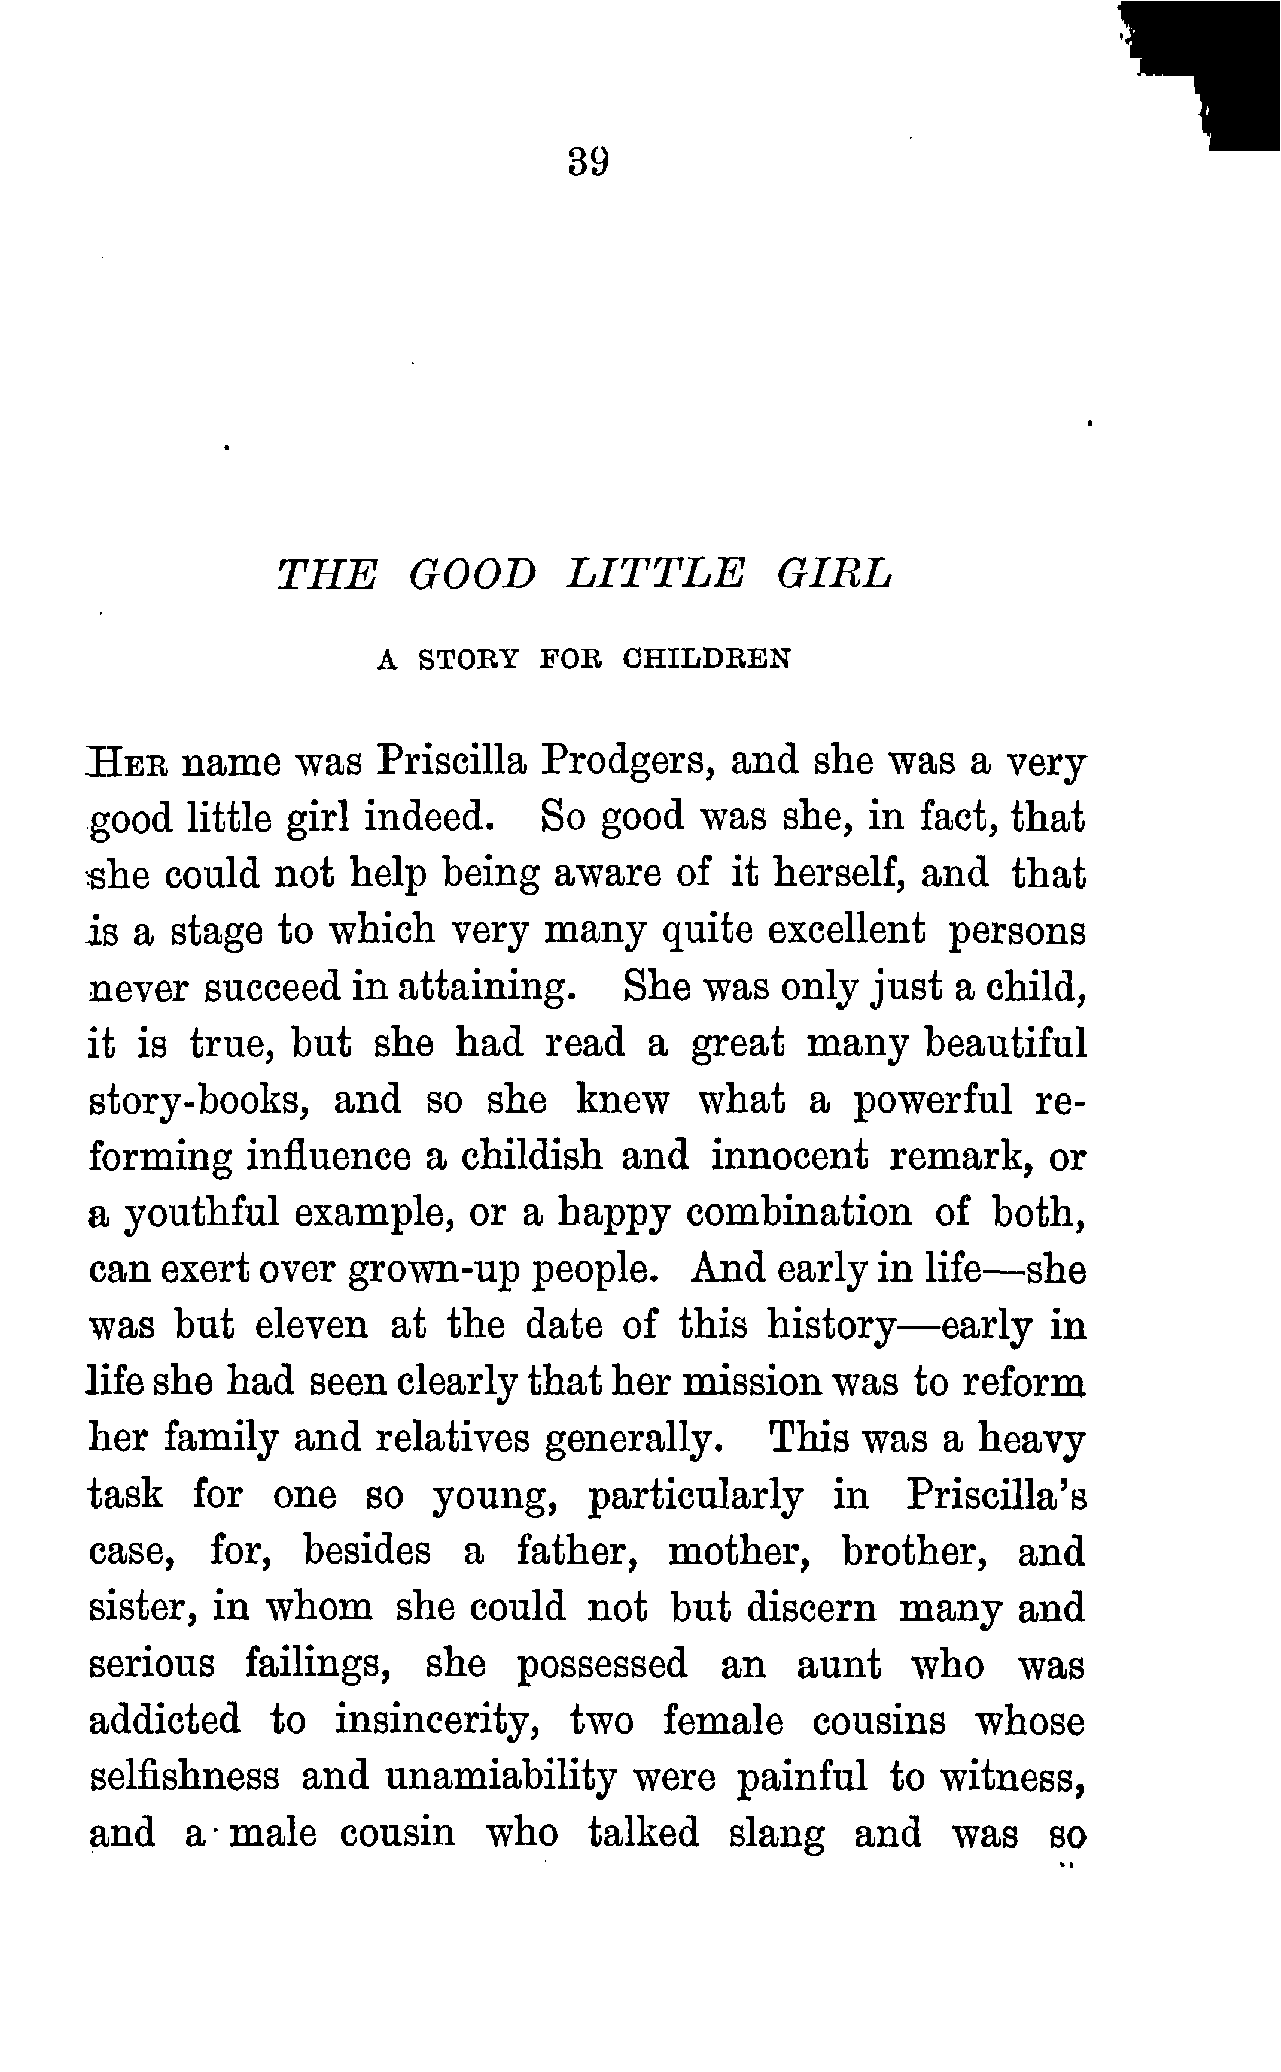 39
THE GOOD LITTLE GIRL
A STORY FOR CHILDREN
HER name was Priscilla Prodgers, and she was a very
good little girl indeed. So good was she, in fact, that
she could not help being aware of it herself, and that
is a stage to which very many quite excellent persons
never succeed in attaining. She was only just a child,
it is true, but she had read a great many beautiful
story-books, and so she knew what a powerful re-
forming influence a childish and innocent remark, or
a youthful example, or a happy combination of both,
can exert over grown-up people. And early in life—she
was but eleven at the date of this history—early in
life she had seen clearly that her mission was to reform
her family and relatives generally. This was a heavy
task for one so young, particularly in Priscilla's
case, for, besides a father, mother, brother, and
sister, in whom she could not but discern many and
serious failings, she possessed an aunt who was
addicted to insincerity, two female cousins whose
selfishness and unamiability were painful to witness,
and a male cousin who talked slang and was so